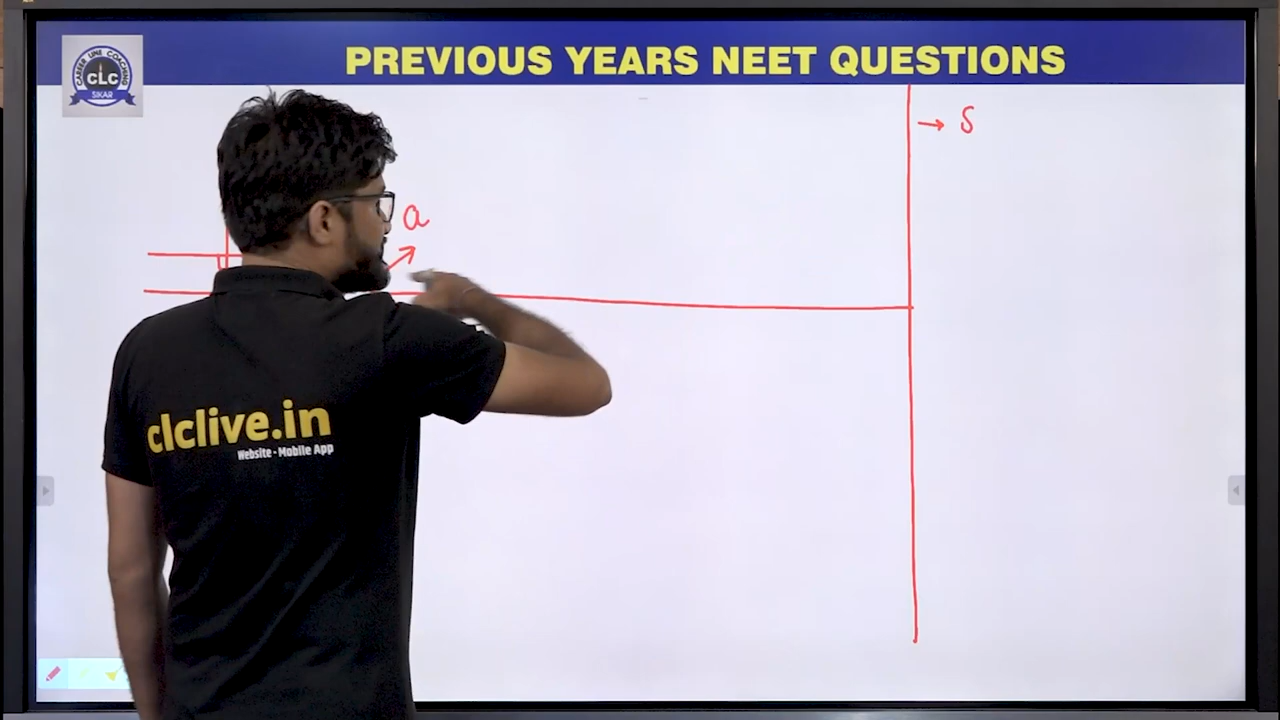 PREVIOUS YEARS NEET QUESTIONS
CAREER LINE COACHING
CLC
SIKAR
→ S
a
clclive.in
Website - Mobile App